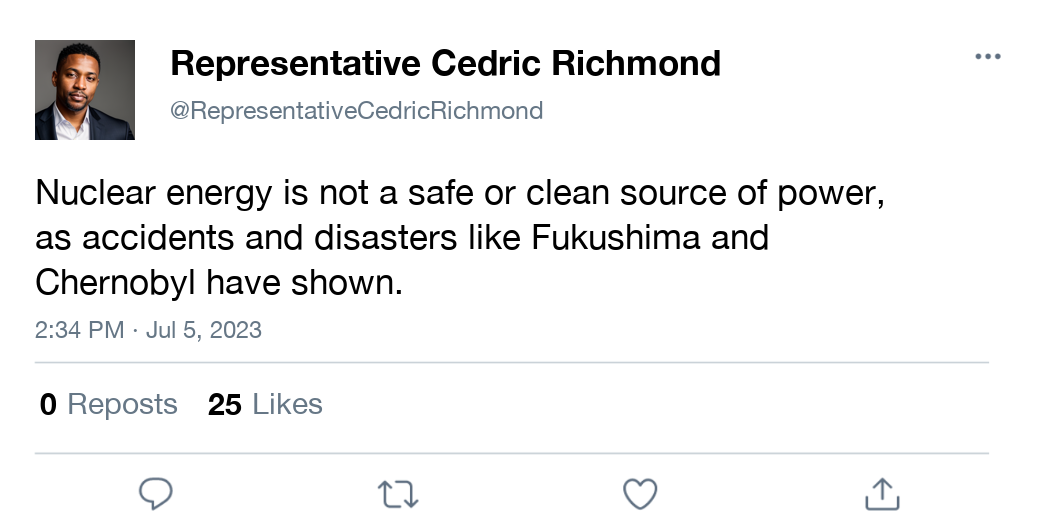 Representative Cedric Richmond
@RepresentativeCedricRichmond
Nuclear energy is not a safe or clean source of power,
as accidents and disasters like Fukushima and
Chernobyl have shown.
2:34 PM · Jul 5, 2023
0 Reposts 25 Likes